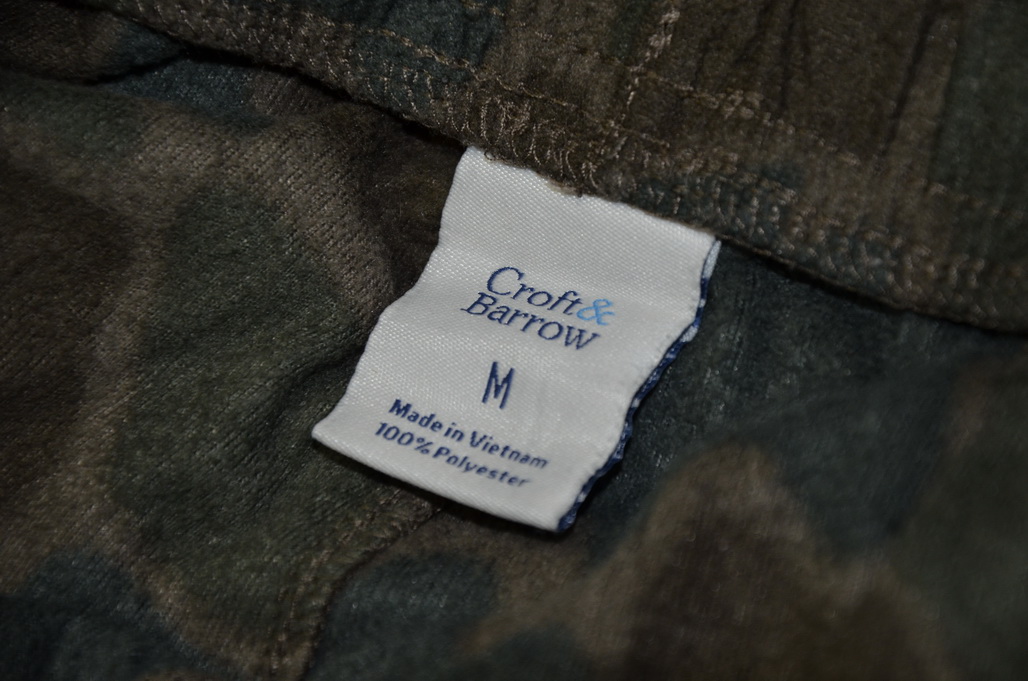 Croft&
Barrow
M
Made in Vietnam
100% Polyester